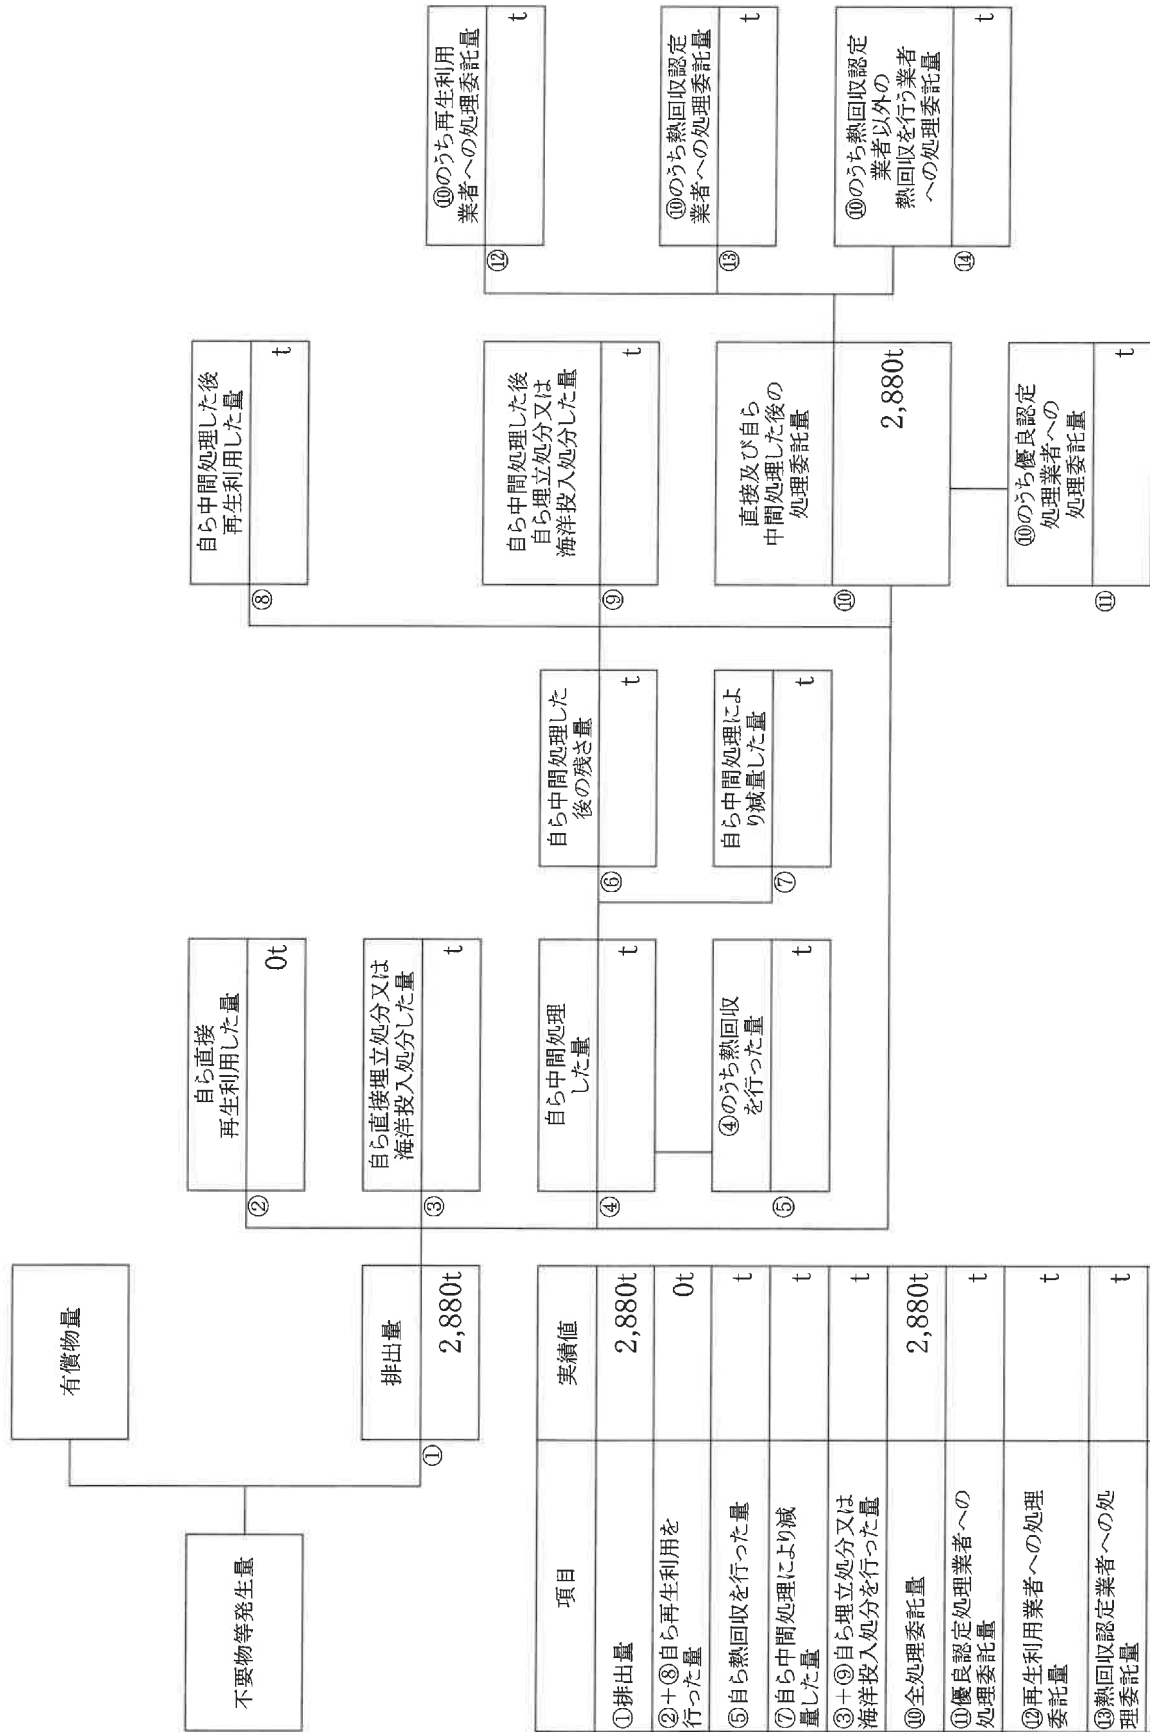 不要物等発生量
有償物量
排出量
①
2,880t
自ら直接
再生利用した量
②
0t
自ら直接埋立処分又は
海洋投入処分した量
③
t
自ら中間処理
した量
④
t
④のうち熱回収
を行った量
⑤
t
自ら中間処理した
後の残さ量
⑥
t
自ら中間処理によ
り減量した量
⑦
t
自ら中間処理した後
再生利用した量
⑧
t
自ら中間処理した後
自ら埋立処分又は
海洋投入処分した量
⑨
t
直接及び自ら
中間処理した後の
処理委託量
⑩
2,880t
⑩のうち優良認定
処理業者への
処理委託量
⑪
t
⑩のうち再生利用
業者への処理委託量
⑫
t
⑩のうち熱回収認定
業者への処理委託量
⑬
t
⑩のうち熱回収認定
業者以外の
熱回収を行う業者
への処理委託量
⑭
t
項目
実績値
①排出量
2,880t
②+⑧自ら再生利用を
行った量
0t
⑤自ら熱回収を行った量
t
⑦自ら中間処理により減
量した量
t
③+⑨自ら埋立処分又は
海洋投入処分を行った量
t
⑩全処理委託量
2,880t
⑪優良認定処理業者への
処理委託量
t
⑫再生利用業者への処理
委託量
t
⑬熱回収認定業者への処
理委託量
t